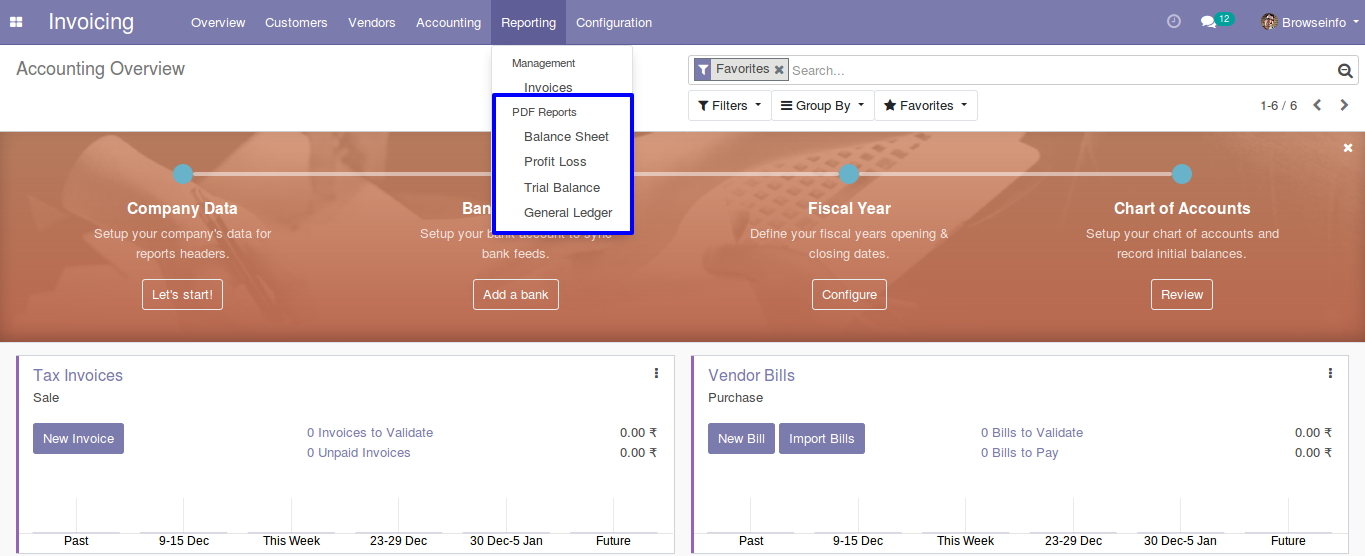 Invoicing Overview Customers Vendors Accounting Reporting Configuration 12 Browseinfo
Accounting Overview
Management
Invoices
PDF Reports
Balance Sheet
Profit Loss
Trial Balance
General Ledger
Favorites Search...
Filters Group By Favorites 1-6 / 6
Company Data
Setup your company's data for
reports headers.
Let's start!
Ban
Setup your bank account to sync
bank feeds.
Add a bank
Fiscal Year
Define your fiscal years opening &
closing dates.
Configure
Chart of Accounts
Setup your chart of accounts and
record initial balances.
Review
Tax Invoices
Sale
New Invoice
0 Invoices to Validate 0.00 ₹
0 Unpaid Invoices 0.00 ₹
Past 9-15 Dec This Week 23-29 Dec 30 Dec-5 Jan Future
Vendor Bills
Purchase
New Bill Import Bills
0 Bills to Validate 0.00 ₹
0 Bills to Pay 0.00 ₹
Past 9-15 Dec This Week 23-29 Dec 30 Dec-5 Jan Future